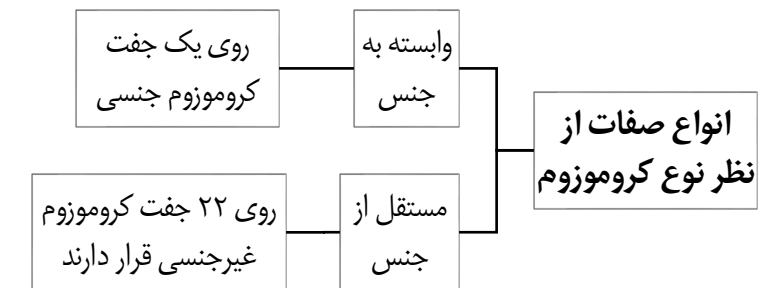 انواع صفات از
نظر نوع کروموزوم
وابسته به
جنس
روی یک جفت
کروموزوم جنسی
مستقل از
جنس
روی ۲۲ جفت کروموزوم
غیرجنسی قرار دارند